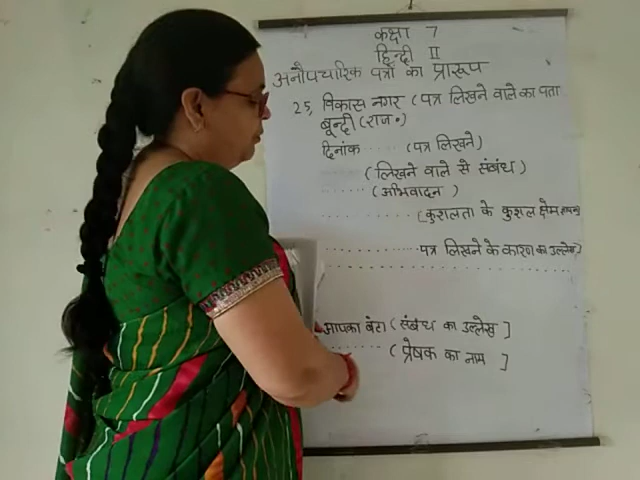 कक्षा 7
हिन्दी II
अनौपचारिक पत्रों का प्रारूप
25, विकास नगर (पत्र लिखने वाले का पता
बून्दी (राज॰)
दिनांक ..... (पत्र लिखने)
...... (लिखने वाले से संबंध)
...... (अभिवादन)
............ (कुशलता के कुशल क्षेम
.............. पत्र लिखने के कारण का उल्लेख)
..............................
आपका बेटा (संबंध का उल्लेख]
........ (प्रेषक का नाम ]